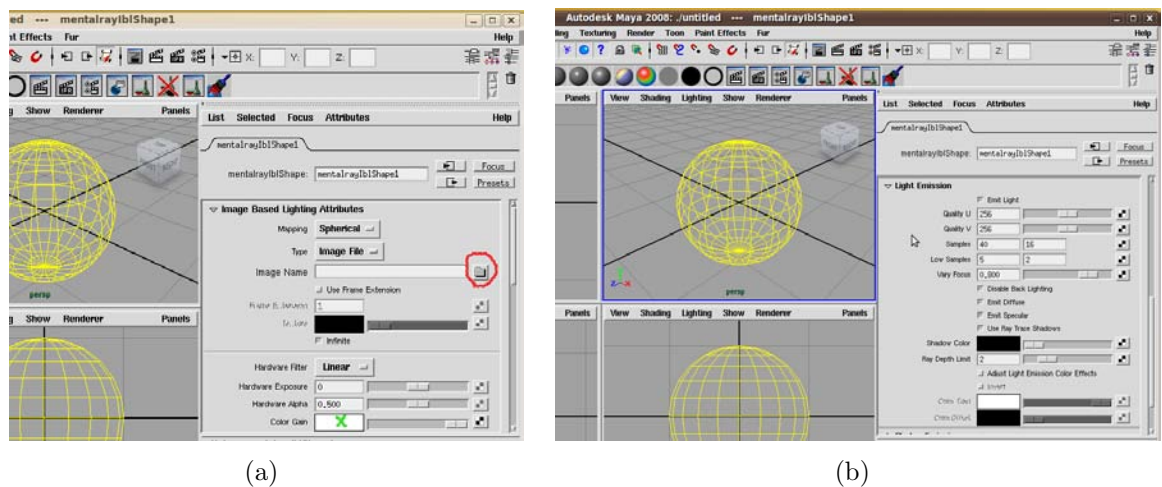 ed --- mentalrayIblShape1
nt Effects Fur Help
X: Y: Z:
Show Renderer Panels
List Selected Focus Attributes Help
mentalrayIblShape1
mentalrayIblShape: mentalrayIblShape1 Focus
Presets
Image Based Lighting Attributes
Mapping Spherical
Type Image File
Image Name
Use Frame Extension
1
Infinite
persp
Show Renderer Panels
Hardware Filter Linear
Hardware Exposure 0
Hardware Alpha 0.500
Color Gain
(a)
Autodesk Maya 2008: ./untitled --- mentalrayIblShape1
ing Texturing Render Toon Paint Effects Fur Help
X: Y: Z:
Panels View Shading Lighting Show Renderer Panels
List Selected Focus Attributes Help
mentalrayIblShape1
mentalrayIblShape: mentalrayIblShape1 Focus
Presets
Light Emission
Emit Light
Quality U 256
Quality V 256
Samples 40 16
Low Samples 5 2
Vary Focus 0.800
Disable Back Lighting
Emit Diffuse
Emit Specular
Use Ray Trace Shadows
Shadow Color
Ray Depth Limit 2
Adjust Light Emission Color Effects
Invert
persp
Panels View Shading Lighting Show Renderer Panels
(b)